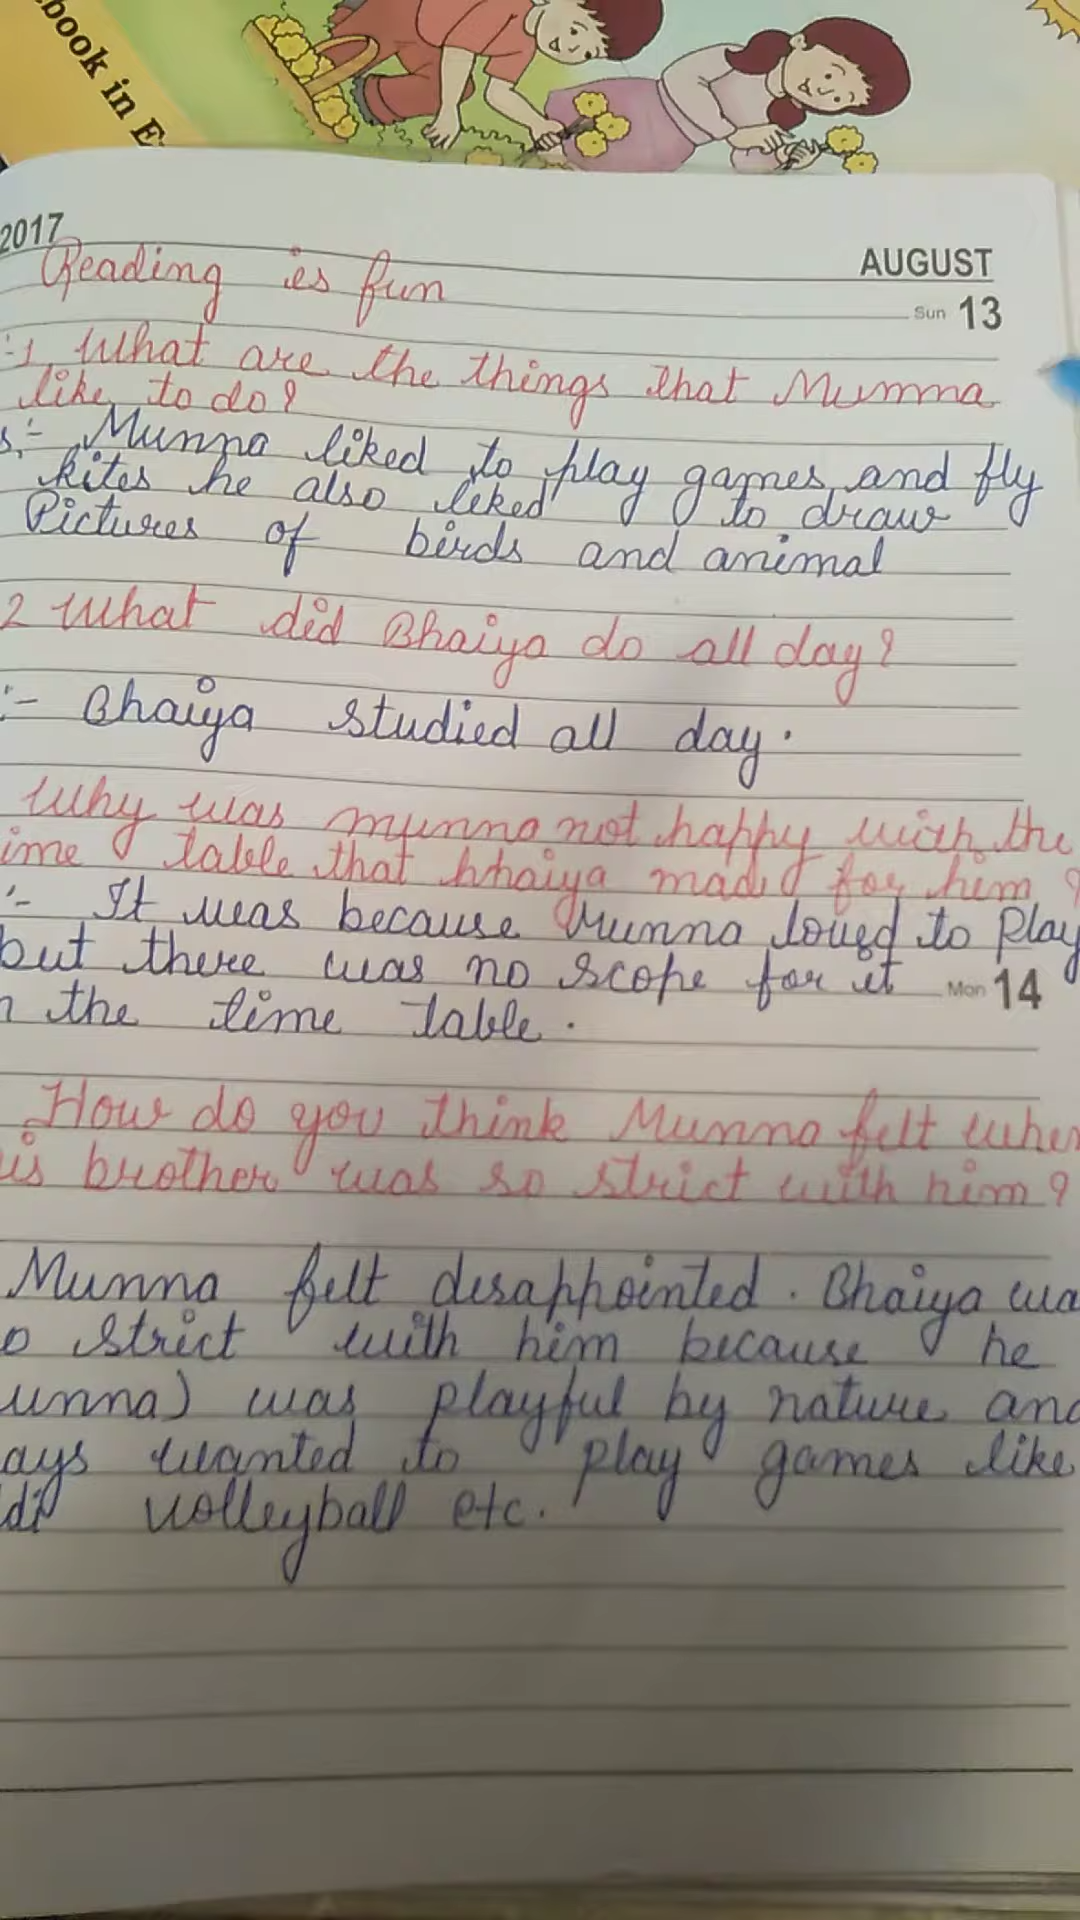 book in E
2017
AUGUST
Reading is fun
Sun 13
:-1, What are the things that Mumma
like to do?
s,:- Munna liked to play games, and fly
kites he also liked to draw
Pictures of birds and animal
2 What did Bhaiya do all day?
:- Bhaiya studied all day.
Why was munna not happy with the
ime table that bhaiya made for him ?
:- It was because Munna loved to Play
but there was no scope for it
Mon 14
n the time table.
How do you think Munna felt when
is brother was so strict with him?
Munna felt disappointed. Bhaiya wa
o strict with him because he
unna) was playful by nature and
ays wanted to play games like
di volleyball etc.